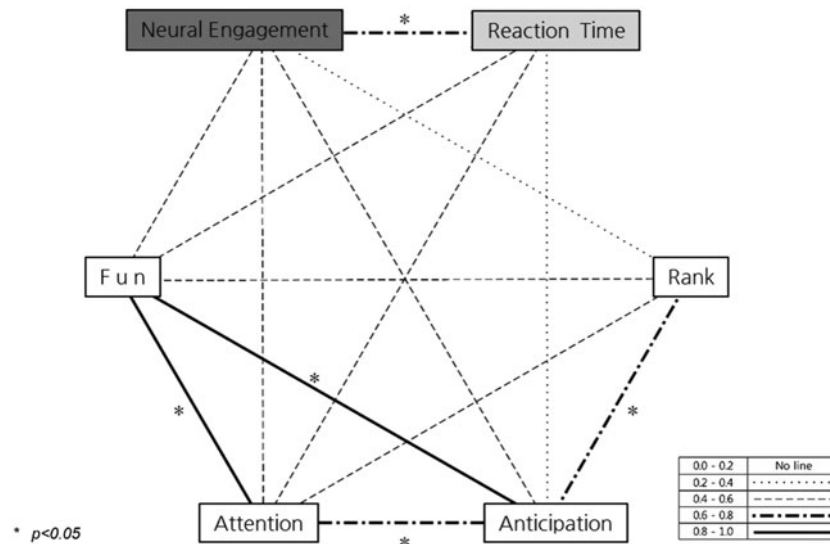 *
Neural Engagement
Reaction Time
Fun
Rank
*
*
*
Attention
Anticipation
*
* p<0.05
0.0 - 0.2 No line
0.2 - 0.4
0.4 - 0.6
0.6 - 0.8
0.8 - 1.0